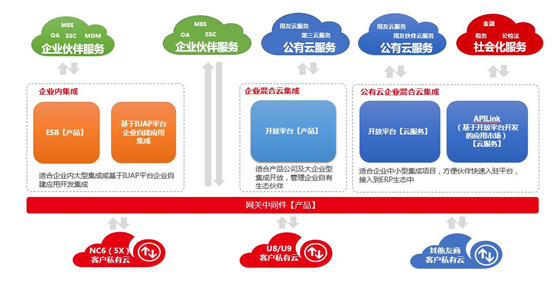 MES
OA SSC MDM
企业伙伴服务
MES
OA SSC
企业伙伴服务
用友云服务
第三云服务
公有云服务
用友云服务
用友伙伴云服务
公有云服务
金融
税务 公检法
社会化服务
企业内集成
ESB【产品】
基于IUAP平台
企业自建应用
集成
适合企业内大型集成或基于IUAP平台企业自
建应用开发集成
企业混合云集成
开放平台【产品】
适合产品公司及大企业型
集成开放，管理企业自有
生态伙伴
公有云企业混合云集成
开放平台【云服务】
APILink
（基于开放平台开发
的应用市场）
【云服务】
适合企业中小型集成项目，方便伙伴快速入驻平台，
接入到ERP生态中
网关中间件【产品】
NC6（5X）
客户私有云
U8/U9
客户私有云
其他友商
客户私有云